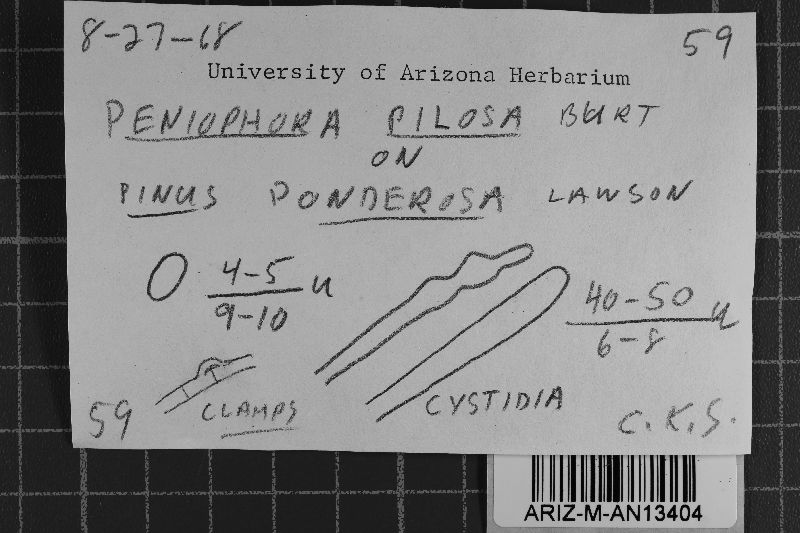 8-27-68 59
University of Arizona Herbarium
PENIOPHORA PILOSA BURT
ON
PINUS PONDEROSA LAWSON
4-5
9-10 u
40-50
6-8 u
CLAMPS
CYSTIDIA
59
C.K.S.
ARIZ-M-AN13404